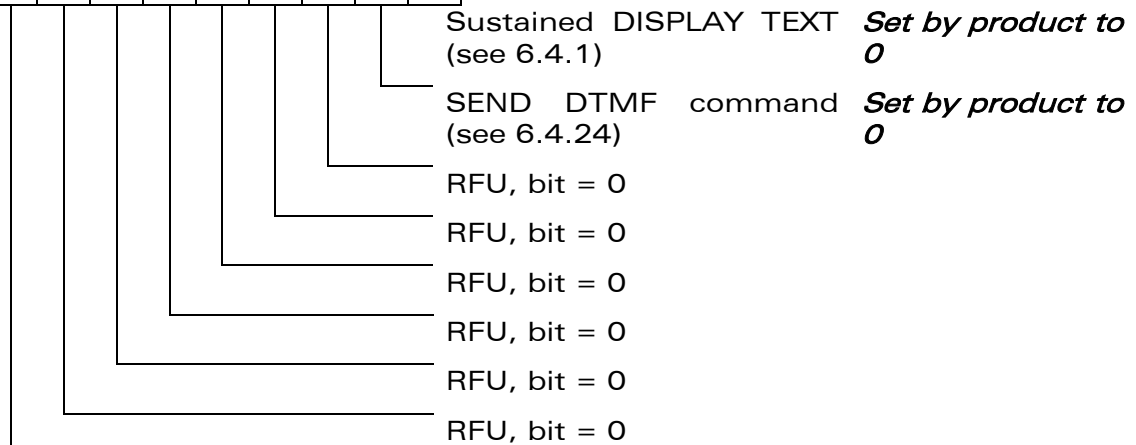 Sustained DISPLAY TEXT Set by product to
(see 6.4.1) 0
SEND DTMF command Set by product to
(see 6.4.24) 0
RFU, bit = 0
RFU, bit = 0
RFU, bit = 0
RFU, bit = 0
RFU, bit = 0
RFU, bit = 0